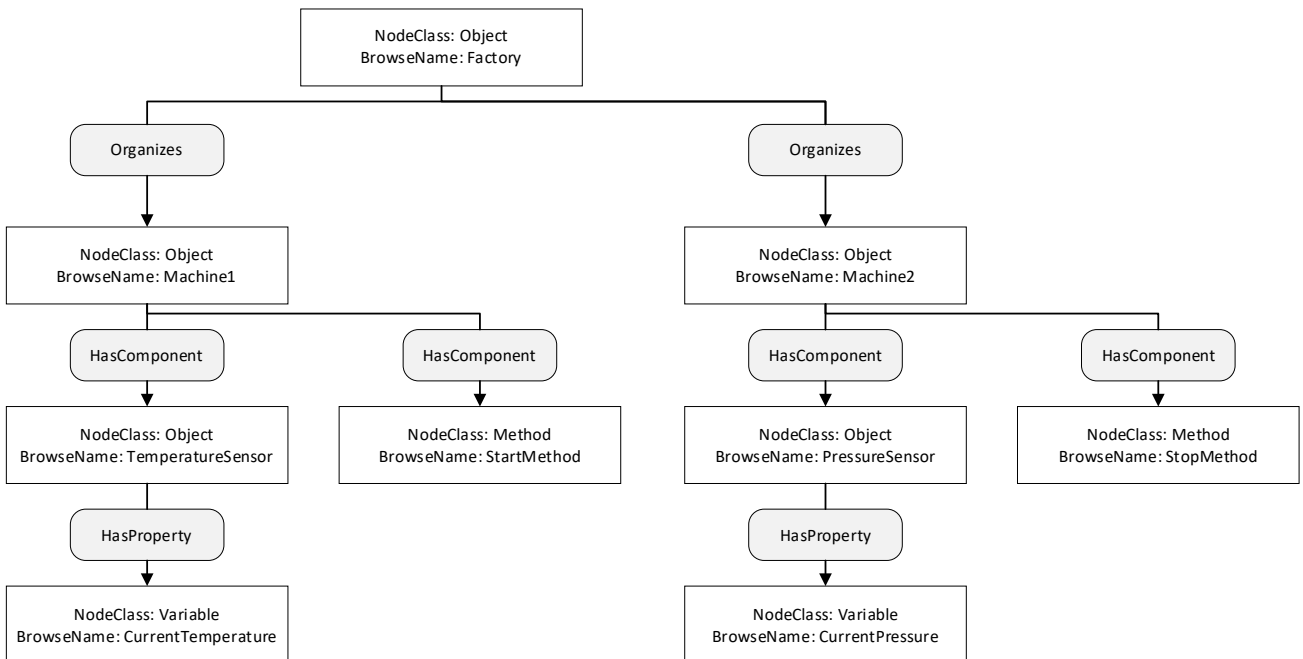 NodeClass: Object
BrowseName: Factory
Organizes
Organizes
NodeClass: Object
BrowseName: Machine1
NodeClass: Object
BrowseName: Machine2
HasComponent
HasComponent
HasComponent
HasComponent
NodeClass: Object
BrowseName: TemperatureSensor
NodeClass: Method
BrowseName: StartMethod
NodeClass: Object
BrowseName: PressureSensor
NodeClass: Method
BrowseName: StopMethod
HasProperty
HasProperty
NodeClass: Variable
BrowseName: CurrentTemperature
NodeClass: Variable
BrowseName: CurrentPressure